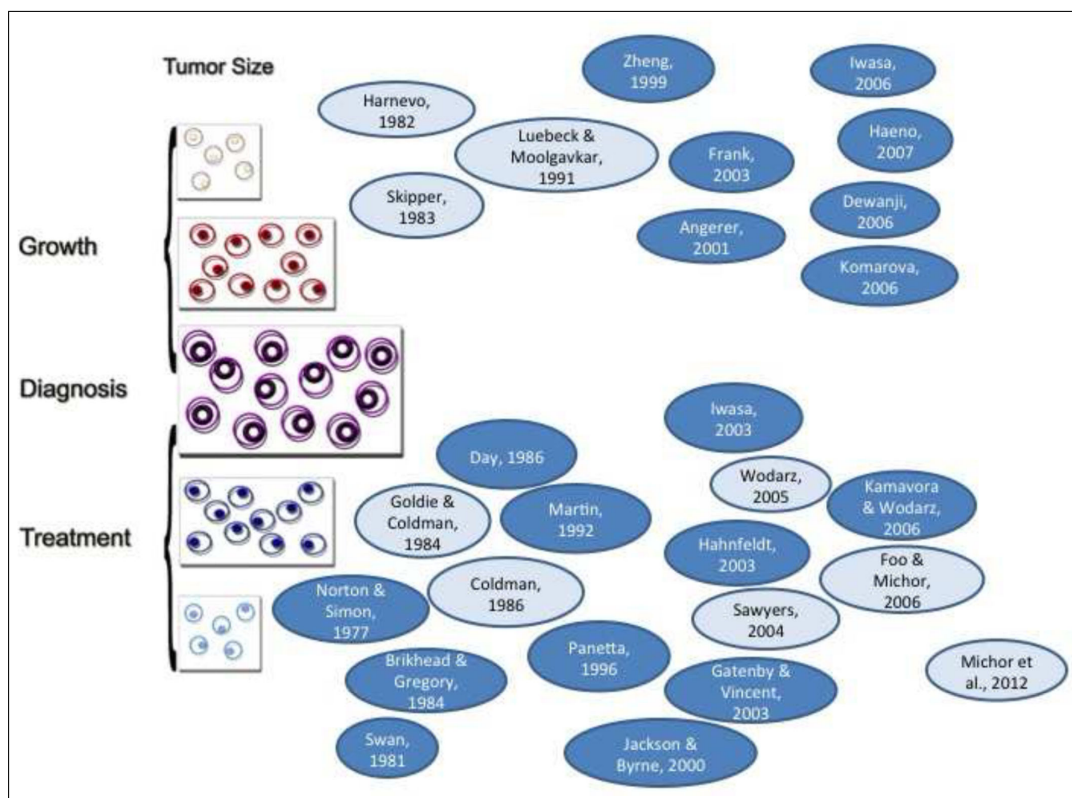 Tumor Size
Growth
Diagnosis
Treatment
Zheng,
1999
Iwasa,
2006
Harnevo,
1982
Luebeck &
Moolgavkar,
1991
Haeno,
2007
Frank,
2003
Skipper,
1983
Dewanji,
2006
Angerer,
2001
Komarova,
2006
Iwasa,
2003
Day, 1986
Wodarz,
2005
Kamavora
& Wodarz,
2006
Goldie &
Coldman,
1984
Martin,
1992
Hahnfeldt,
2003
Foo &
Michor,
2006
Coldman,
1986
Norton &
Simon,
1977
Sawyers,
2004
Panetta,
1996
Michor et
al., 2012
Brikhead &
Gregory,
1984
Gatenby &
Vincent,
2003
Swan,
1981
Jackson &
Byrne, 2000